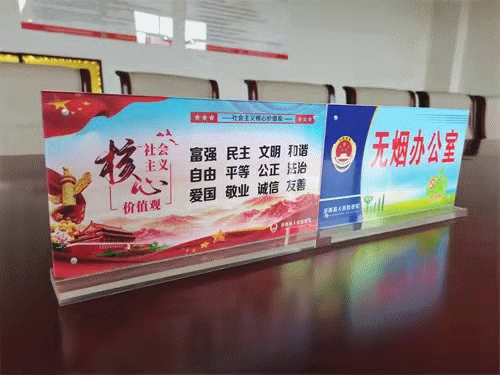 社会主义核心价值观
社会
主义
核心
价值观
富强 民主 文明 和谐
自由 平等 公正 法治
爱国 敬业 诚信 友善
无烟办公室